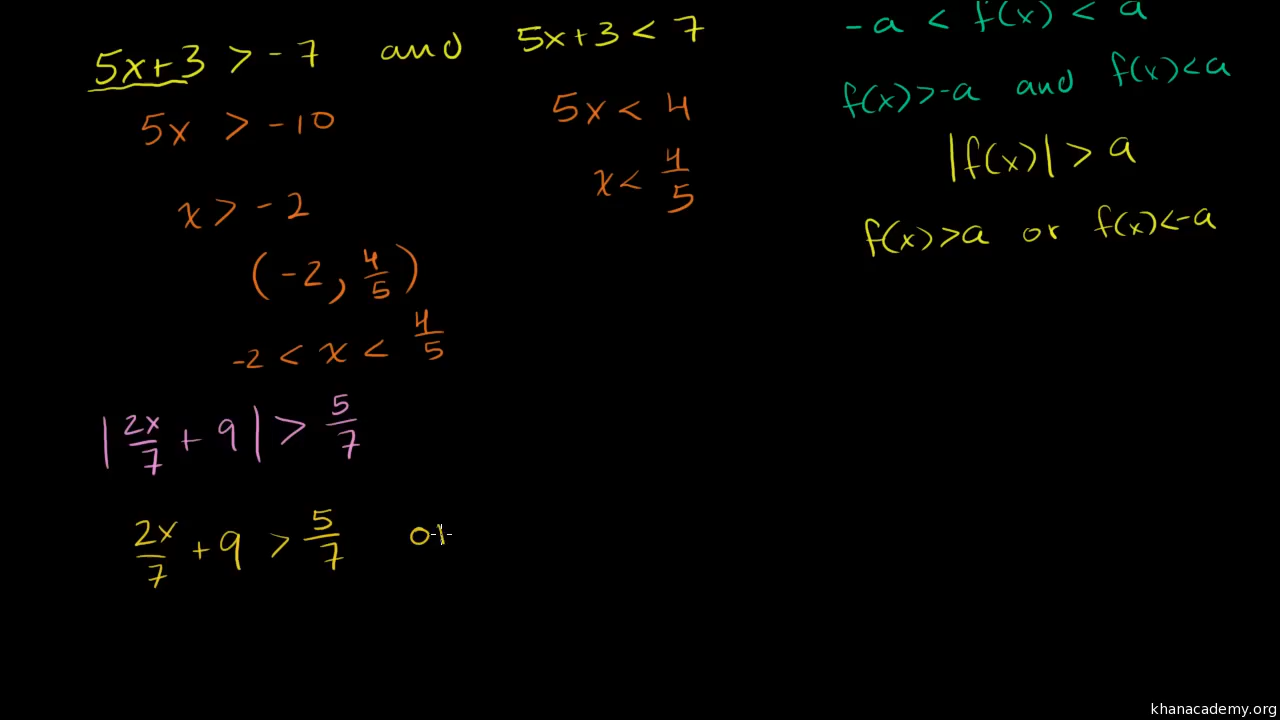 5x+3 > -7 and 5x+3 < 7
5x > -10
5x < 4
x > -2
x < 4/5
(-2, 4/5)
-2 < x < 4/5
|2x/7 + 9| > 5/7
2x/7 + 9 > 5/7 or
-a < f(x) < a
f(x)>-a and f(x)<a
|f(x)| > a
f(x)>a or f(x)<-a
khanacademy.org